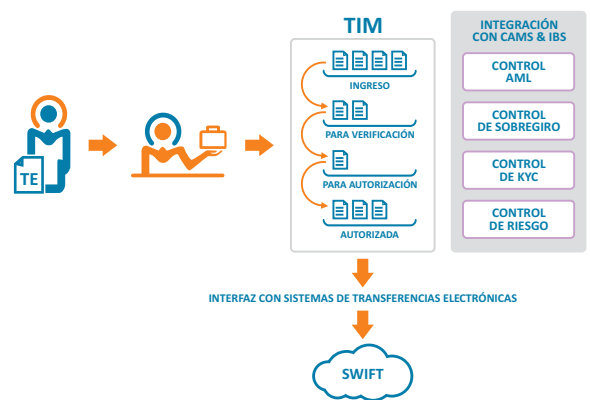 TE
TIM
INGRESO
PARA VERIFICACIÓN
PARA AUTORIZACIÓN
AUTORIZADA
INTEGRACIÓN
CON CAMS & IBS
CONTROL
AML
CONTROL
DE SOBREGIRO
CONTROL
DE KYC
CONTROL
DE RIESGO
INTERFAZ CON SISTEMAS DE TRANSFERENCIAS ELECTRÓNICAS
SWIFT